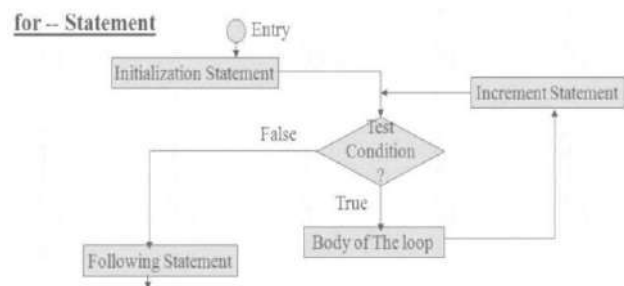 for – Statement
Entry
Initialization Statement
Increment Statement
Test
Condition
?
False
True
Body of The loop
Following Statement